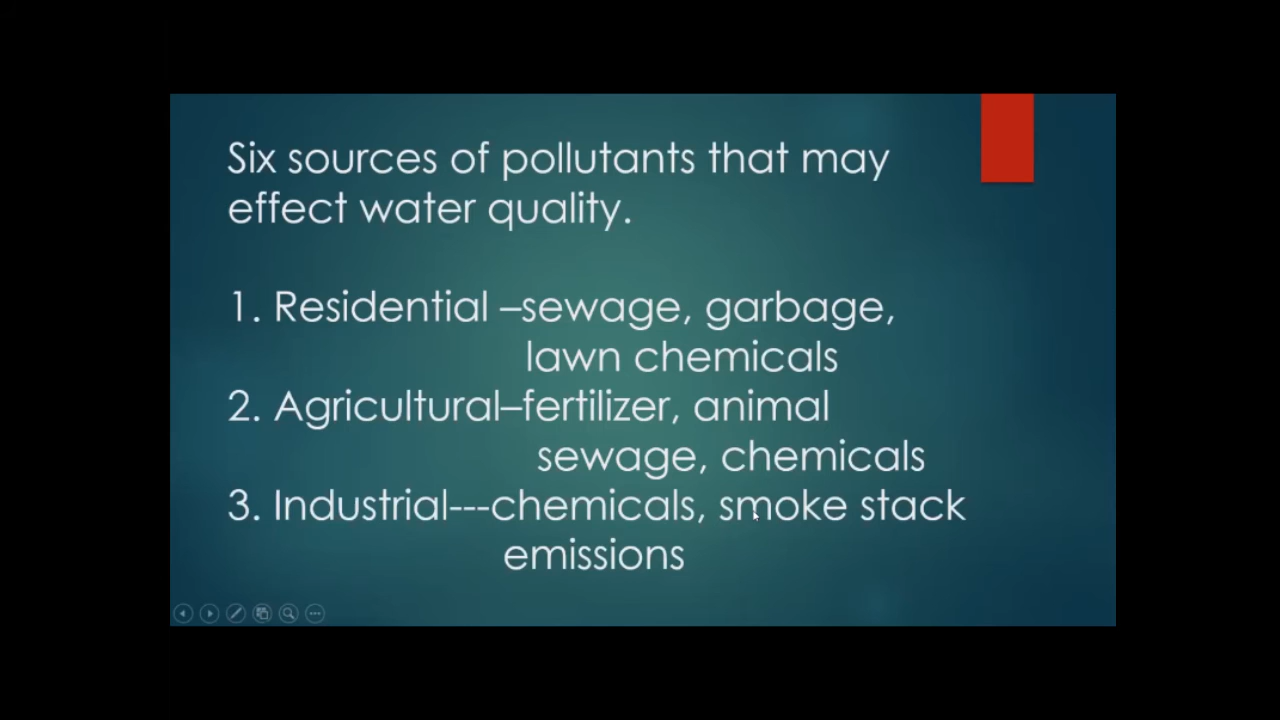 Six sources of pollutants that may
effect water quality.
1. Residential –sewage, garbage,
lawn chemicals
2. Agricultural–fertilizer, animal
sewage, chemicals
3. Industrial---chemicals, smoke stack
emissions